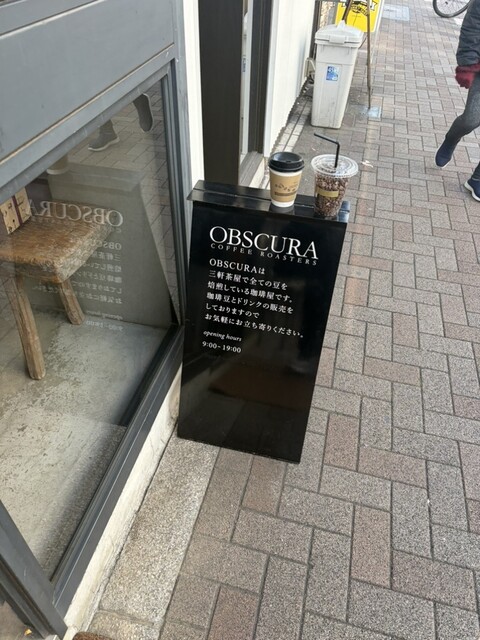 OBSCURA
COFFEE ROASTERS
OBSCURAは
三軒茶屋で全ての豆を
焙煎している珈琲屋です。
珈琲豆とドリンクの販売を
しておりますので
お気軽にお立ち寄りください。
opening hours
9:00-19:00